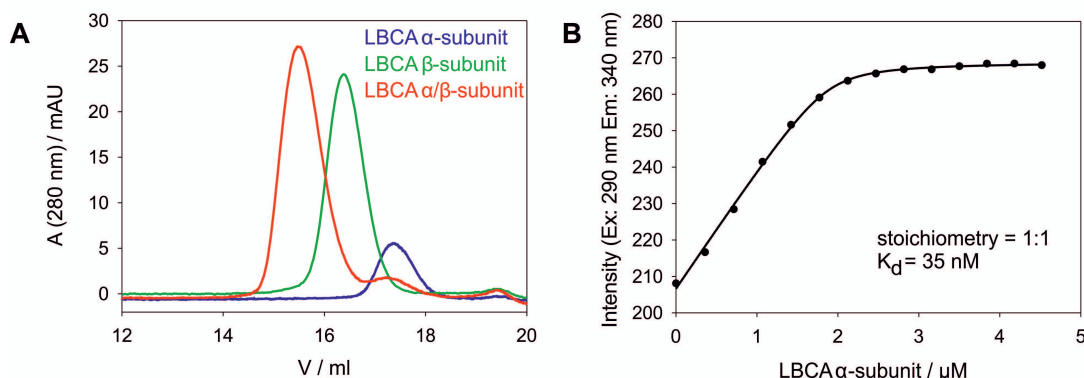 A
30
25
20
15
10
5
0
A (280 nm) / mAU
LBCA α-subunit
LBCA β-subunit
LBCA α/β-subunit
12 14 16 18 20
V / ml
B
270
260
250
240
230
220
210
200
Intensity (Ex: 290 nm Em: 340 nm)
stoichiometry = 1:1
Kd = 35 nM
0 1 2 3 4 5
LBCA α-subunit / µM